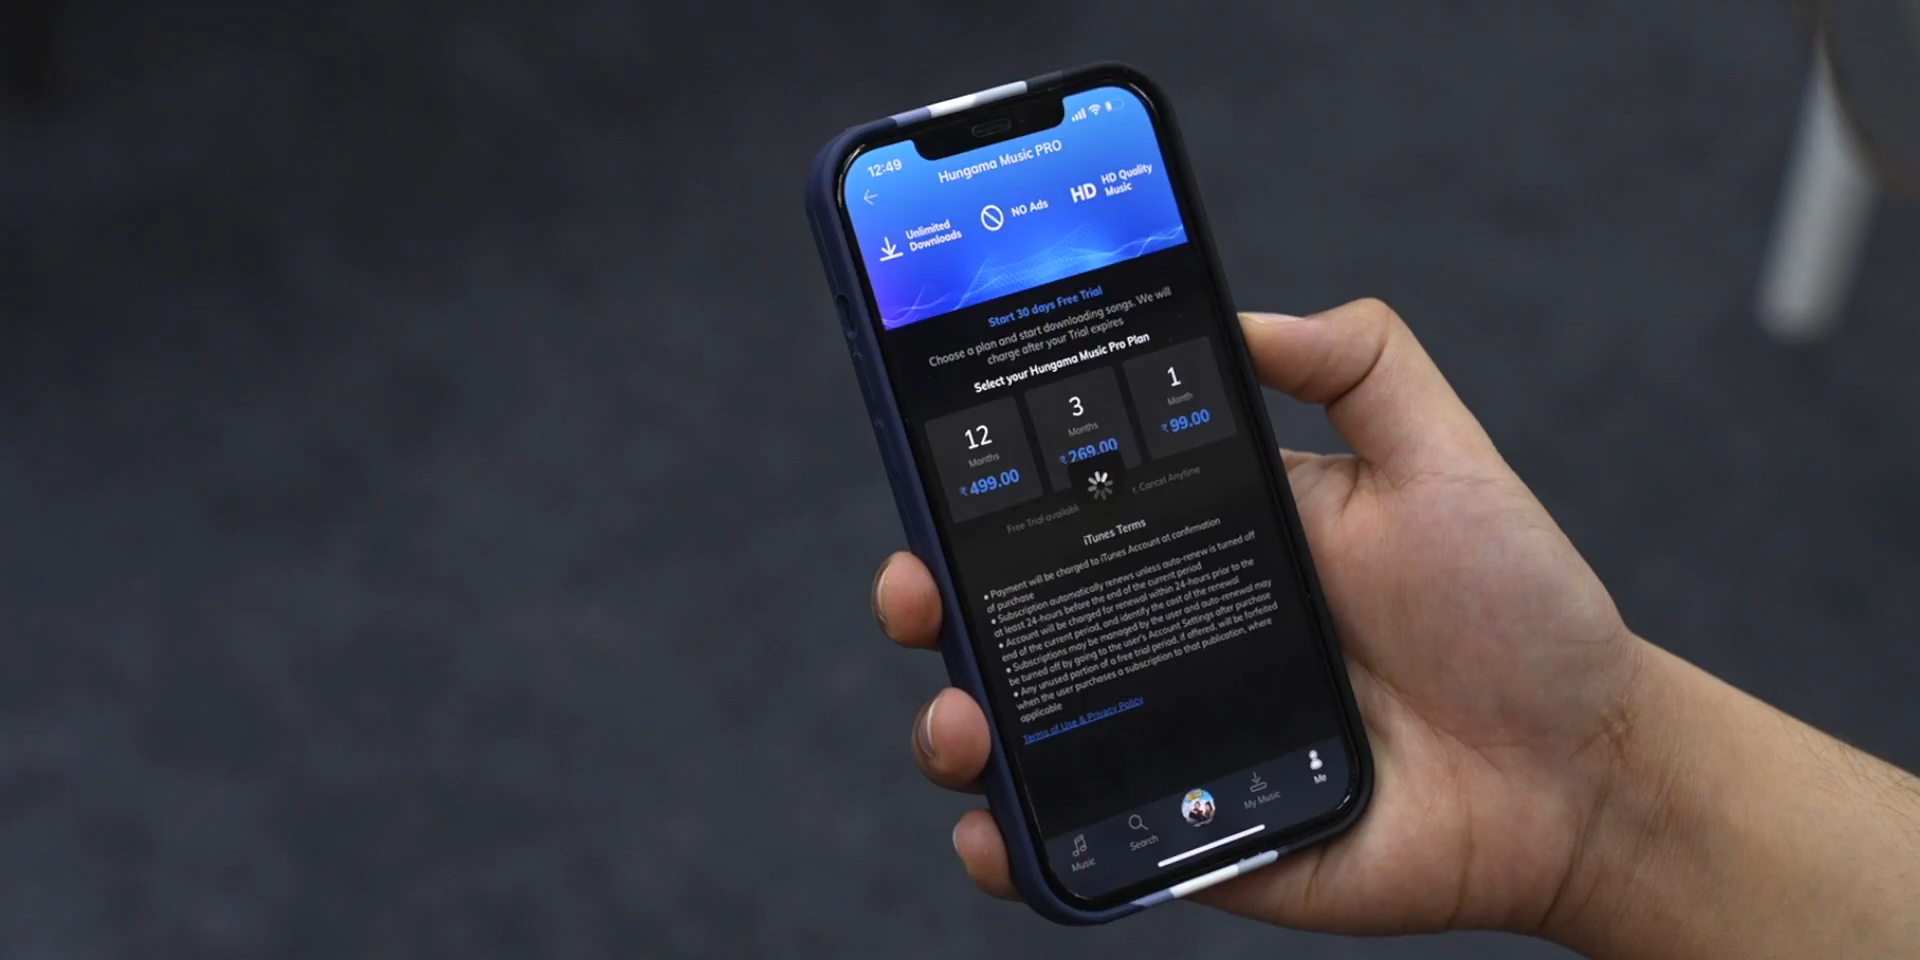 12:49
Hungama Music PRO
Unlimited
Downloads
NO Ads
HD
HD Quality
Music
Start 30 days Free Trial
Choose a plan and start downloading songs. We will
charge after your Trial expires
Select your Hungama Music Pro Plan
12
Months
₹ 499.00
3
Months
₹ 269.00
1
Month
₹ 99.00
Free Trial availabl
Cancel Anytime
iTunes Terms
• Payment will be charged to iTunes Account at confirmation
of purchase
• Subscription automatically renews unless auto-renew is turned off
at least 24-hours before the end of the current period
• Account will be charged for renewal within 24-hours prior to the
end of the current period, and identify the cost of the renewal
• Subscriptions may be managed by the user and auto-renewal may
be turned off by going to the user's Account Settings after purchase
• Any unused portion of a free trial period, if offered, will be forfeited
when the user purchases a subscription to that publication, where
applicable
Terms of Use & Privacy Policy
Music
Search
My Music
Me